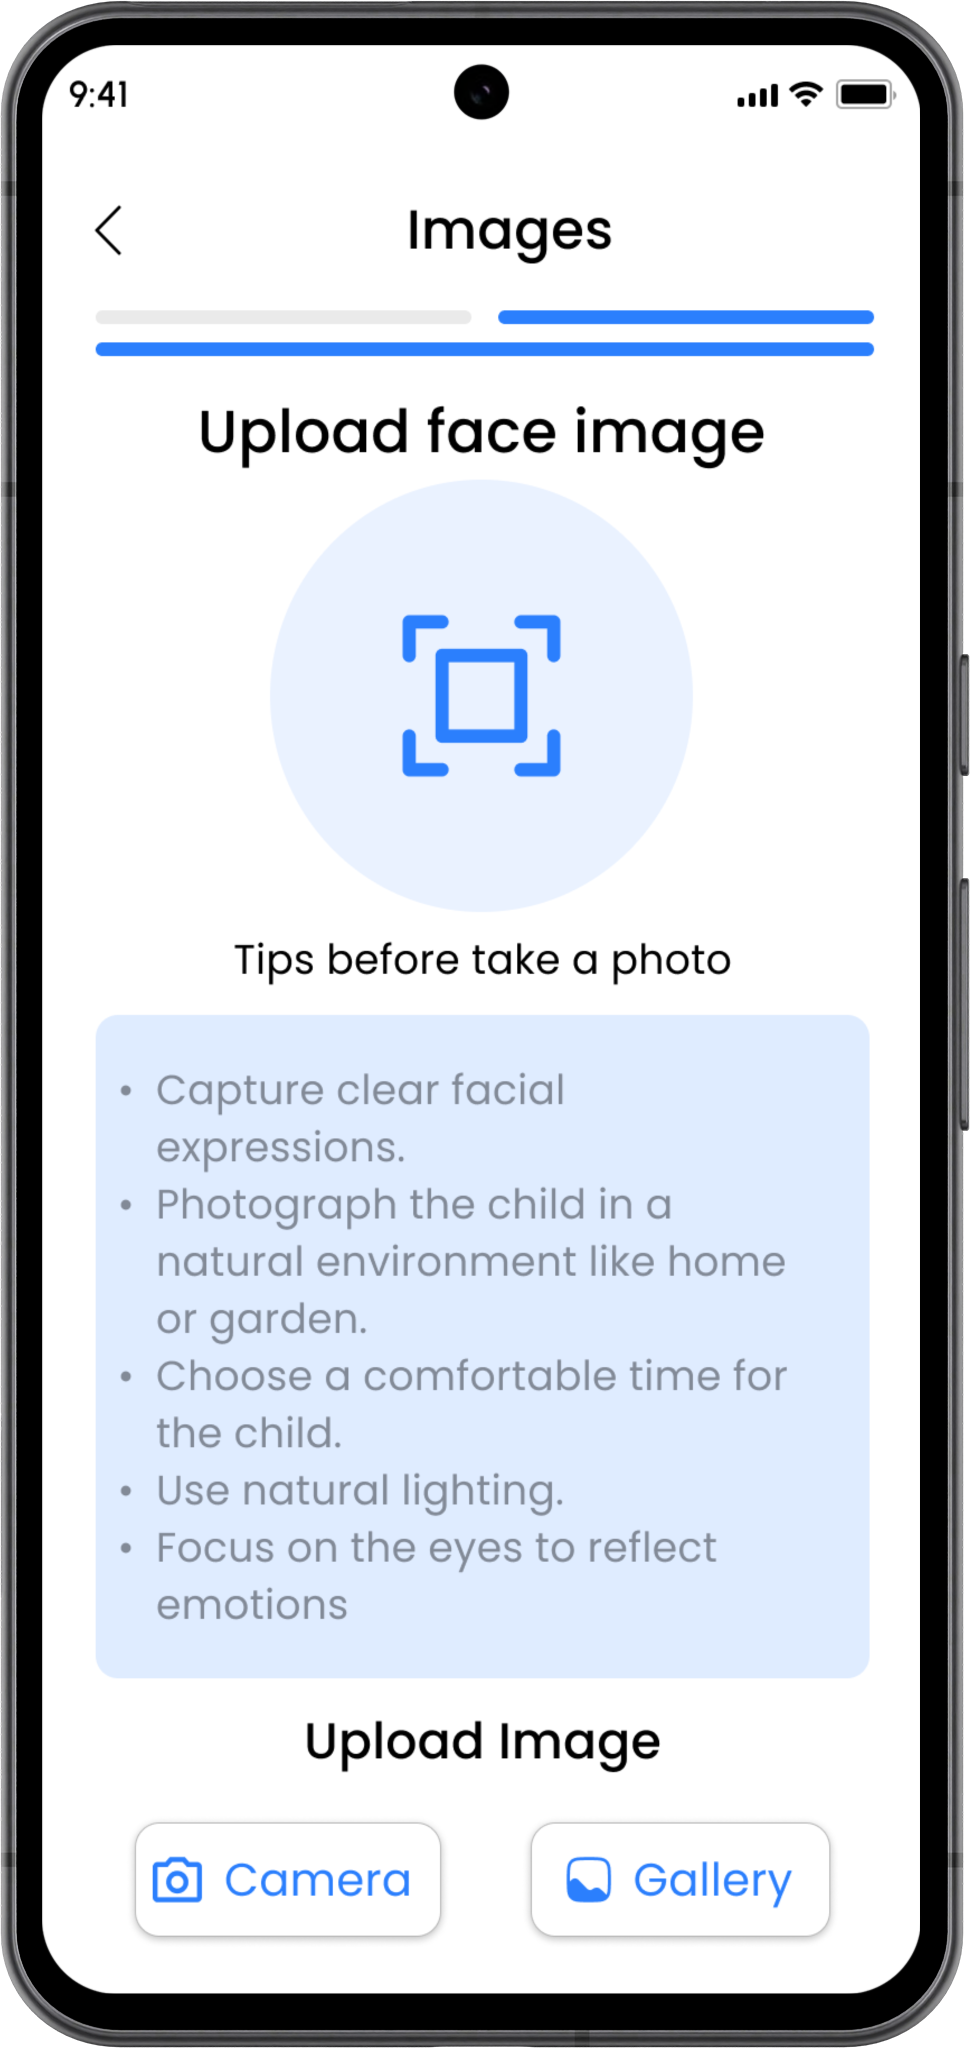 9:41
Images
Upload face image
Tips before take a photo
• Capture clear facial
expressions.
• Photograph the child in a
natural environment like home
or garden.
• Choose a comfortable time for
the child.
• Use natural lighting.
• Focus on the eyes to reflect
emotions
Upload Image
Camera
Gallery